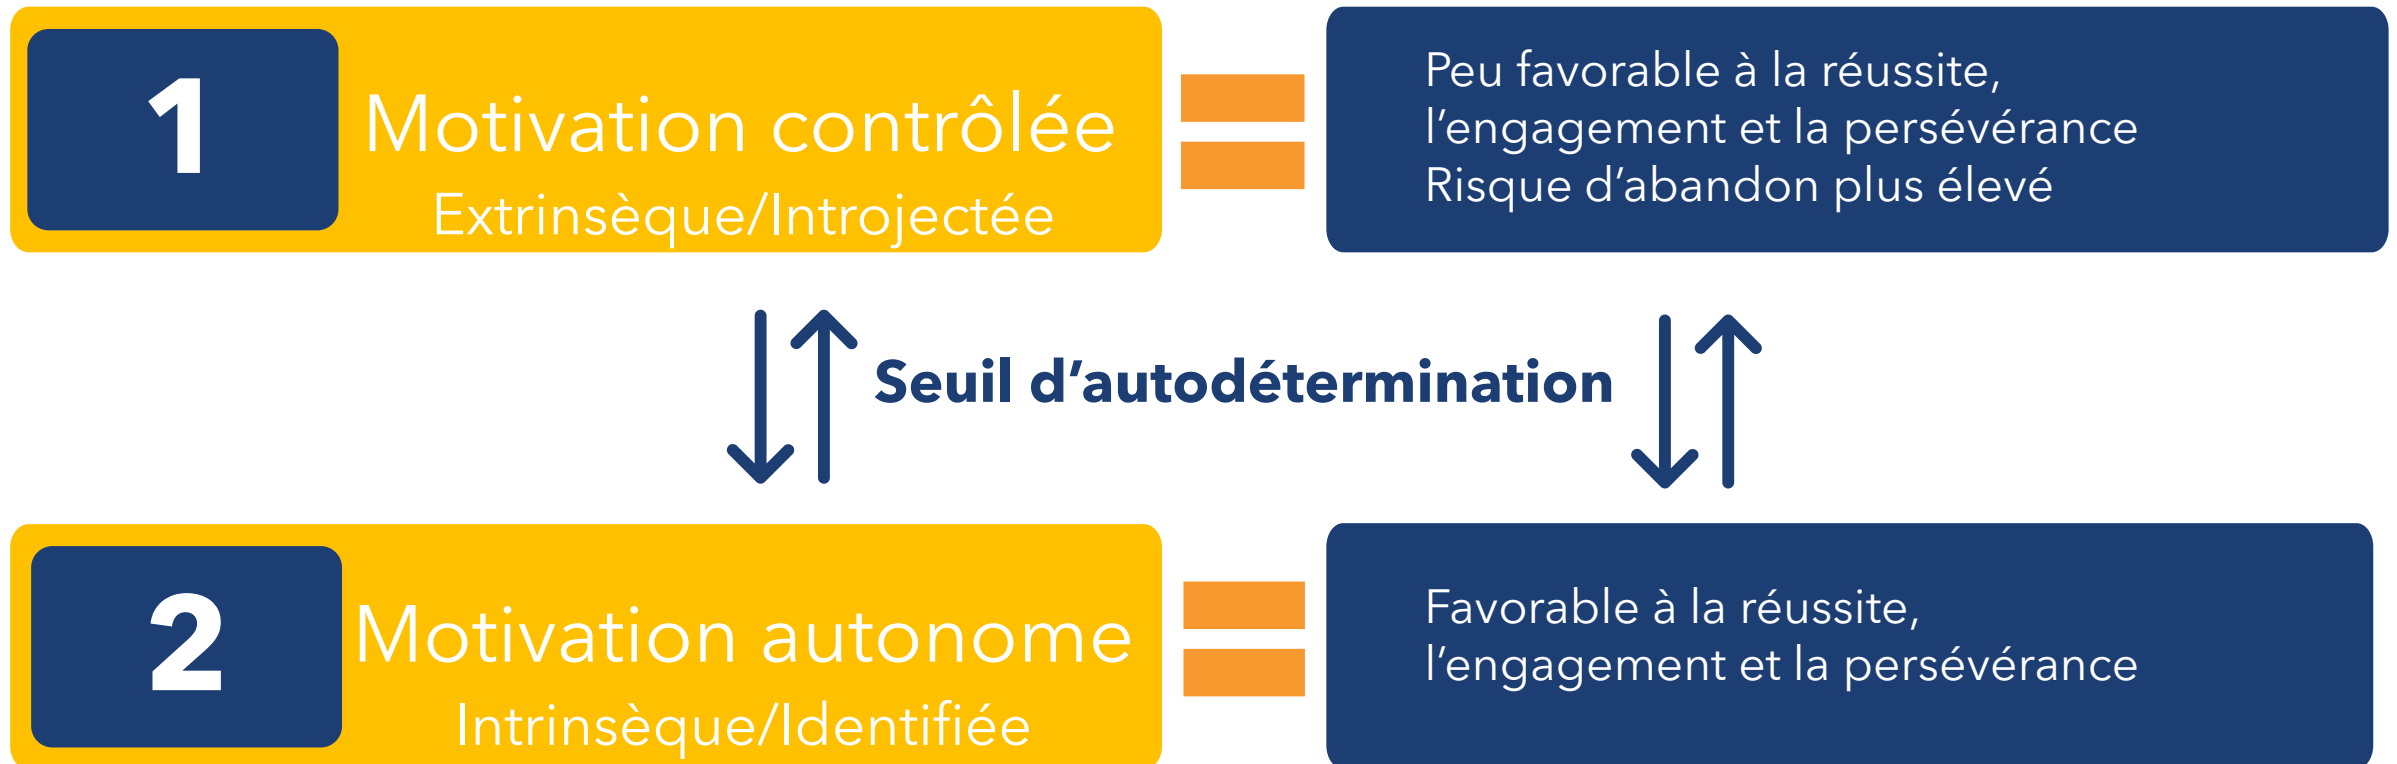 1
Motivation contrôlée
Extrinsèque/Introjectée
Peu favorable à la réussite,
l’engagement et la persévérance
Risque d’abandon plus élevé
Seuil d’autodétermination
2
Motivation autonome
Intrinsèque/Identifiée
Favorable à la réussite,
l’engagement et la persévérance